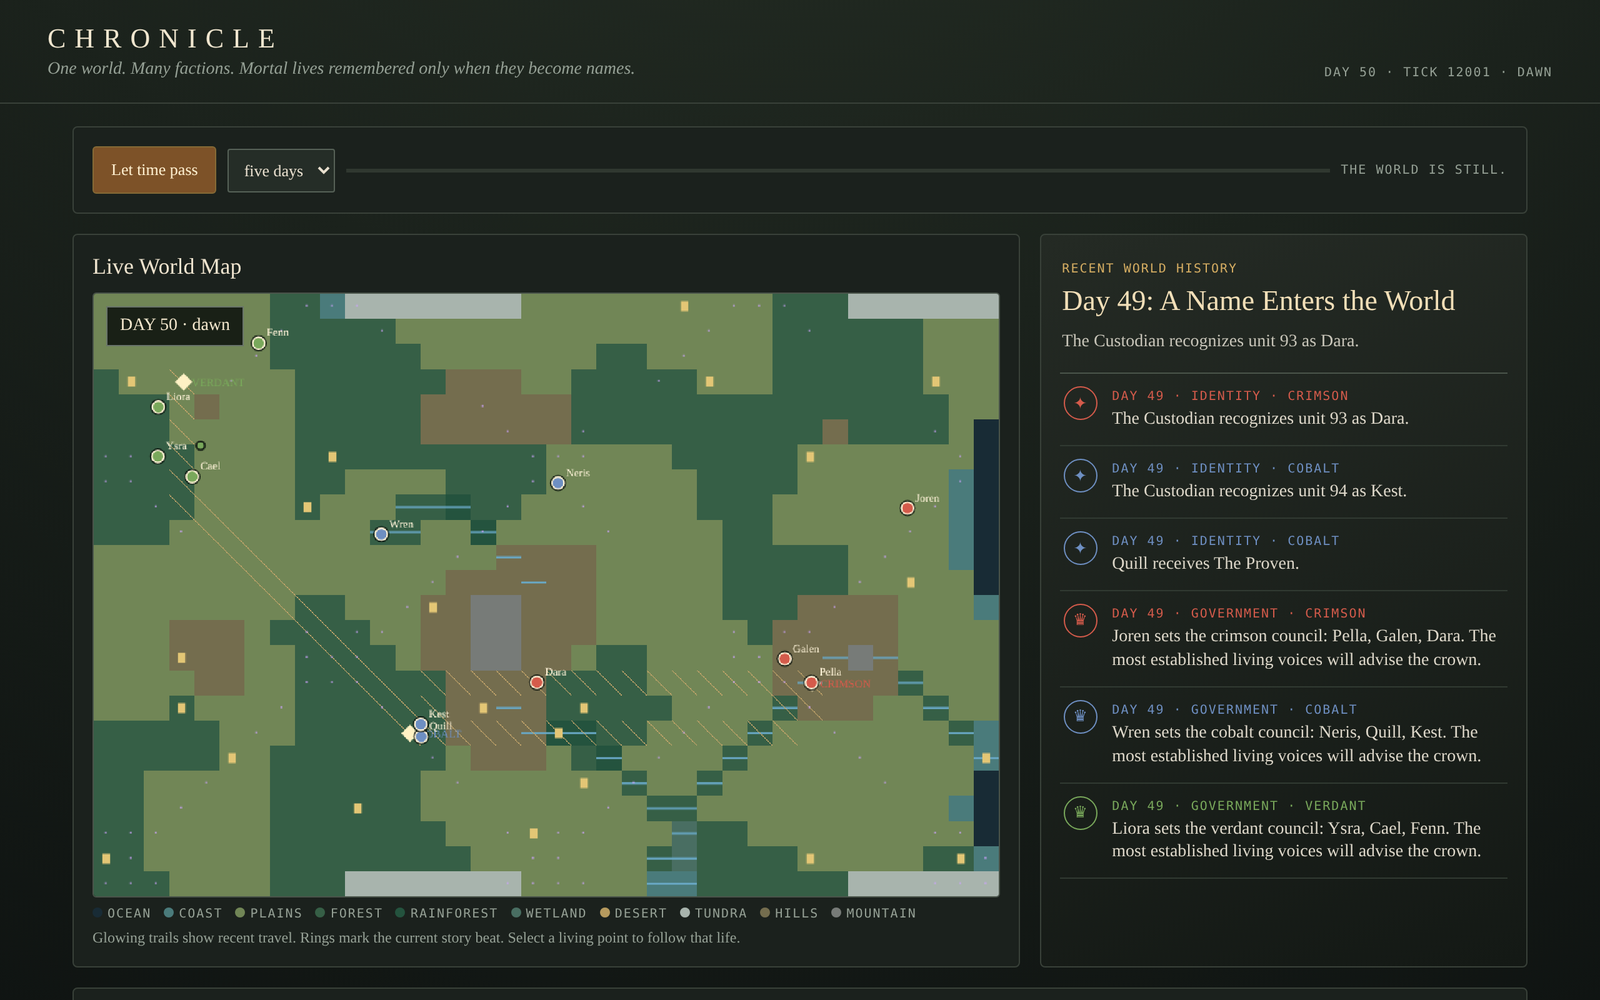 CHRONICLE
One world. Many factions. Mortal lives remembered only when they become names.
DAY 50 · TICK 12001 · DAWN
Let time pass
five days
THE WORLD IS STILL.
Live World Map
DAY 50 · dawn
Fenn
VERDANT
Liora
Ysra
Cael
Neris
Joren
Wren
Galen
Dara
Pella
CRIMSON
Kest
Quill
OCEAN
COAST
PLAINS
FOREST
RAINFOREST
WETLAND
DESERT
TUNDRA
HILLS
MOUNTAIN
Glowing trails show recent travel. Rings mark the current story beat. Select a living point to follow that life.
RECENT WORLD HISTORY
Day 49: A Name Enters the World
The Custodian recognizes unit 93 as Dara.
DAY 49 · IDENTITY · CRIMSON
The Custodian recognizes unit 93 as Dara.
DAY 49 · IDENTITY · COBALT
The Custodian recognizes unit 94 as Kest.
DAY 49 · IDENTITY · COBALT
Quill receives The Proven.
DAY 49 · GOVERNMENT · CRIMSON
Joren sets the crimson council: Pella, Galen, Dara. The
most established living voices will advise the crown.
DAY 49 · GOVERNMENT · COBALT
Wren sets the cobalt council: Neris, Quill, Kest. The
most established living voices will advise the crown.
DAY 49 · GOVERNMENT · VERDANT
Liora sets the verdant council: Ysra, Cael, Fenn. The
most established living voices will advise the crown.